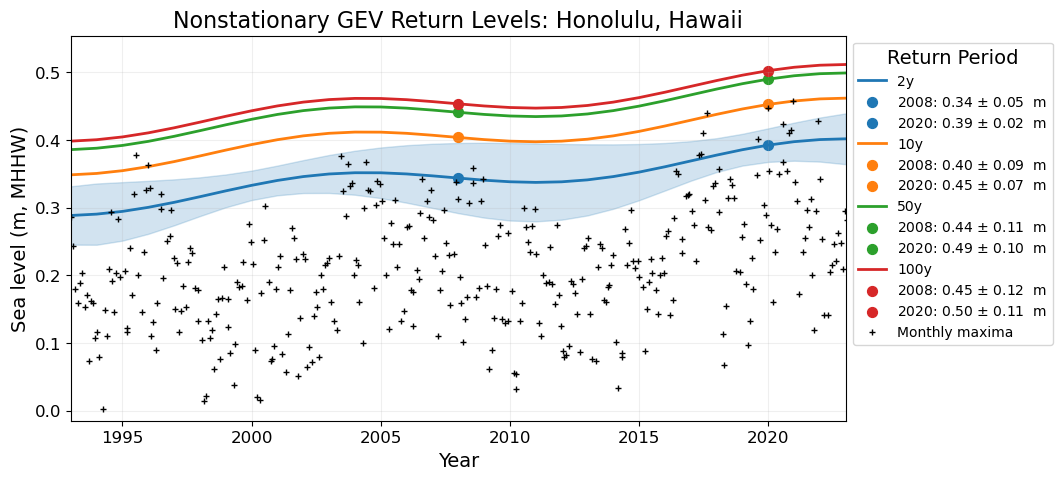 Nonstationary GEV Return Levels: Honolulu, Hawaii
Sea level (m, MHHW)
0.5
0.4
0.3
0.2
0.1
0.0
1995
2000
2005
2010
2015
2020
Year
Return Period
2y
2008: 0.34 ± 0.05 m
2020: 0.39 ± 0.02 m
10y
2008: 0.40 ± 0.09 m
2020: 0.45 ± 0.07 m
50y
2008: 0.44 ± 0.11 m
2020: 0.49 ± 0.10 m
100y
2008: 0.45 ± 0.12 m
2020: 0.50 ± 0.11 m
Monthly maxima